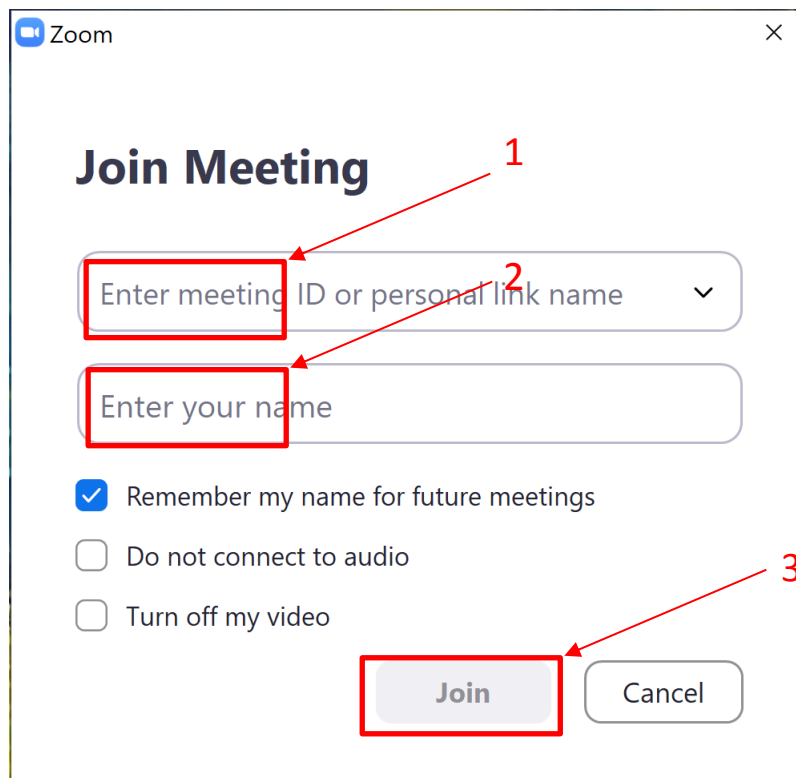 Zoom
Join Meeting
1
Enter meeting ID or personal link name
2
Enter your name
Remember my name for future meetings
Do not connect to audio
3
Turn off my video
Join
Cancel